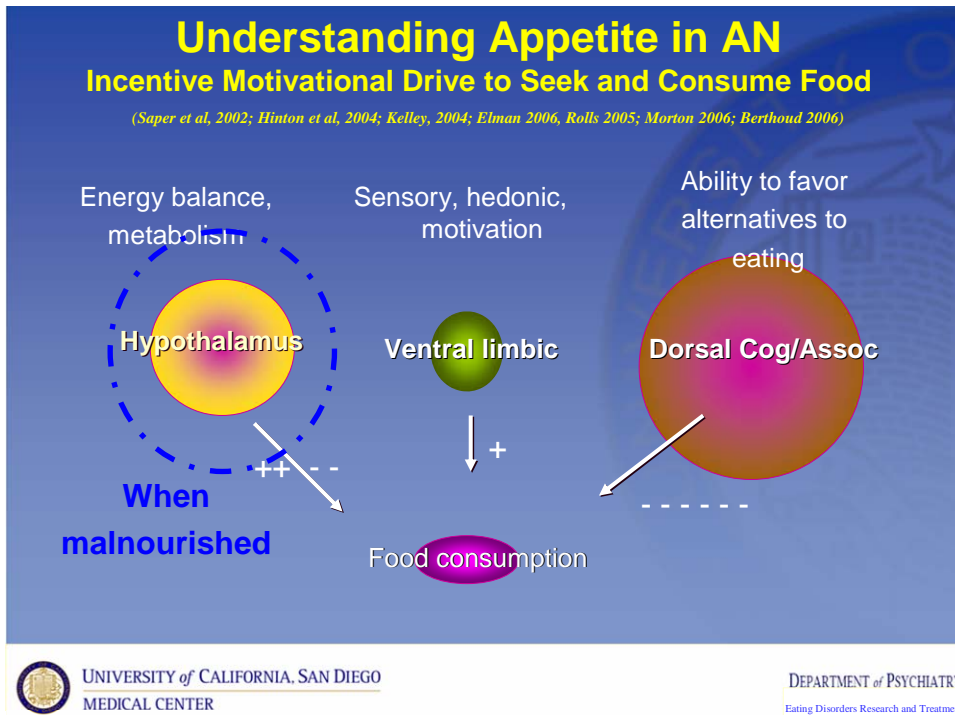 Understanding Appetite in AN
Incentive Motivational Drive to Seek and Consume Food
(Saper et al, 2002; Hinton et al, 2004; Kelley, 2004; Elman 2006, Rolls 2005; Morton 2006; Berthoud 2006)
Energy balance,
metabolism
Sensory, hedonic,
motivation
Ability to favor
alternatives to
eating
Hypothalamus
Ventral limbic
Dorsal Cog/Assoc
++ - -
+
- - - - - -
When
malnourished
Food consumption
UNIVERSITY of CALIFORNIA, SAN DIEGO
MEDICAL CENTER
DEPARTMENT of PSYCHIATR
Eating Disorders Research and Treatme